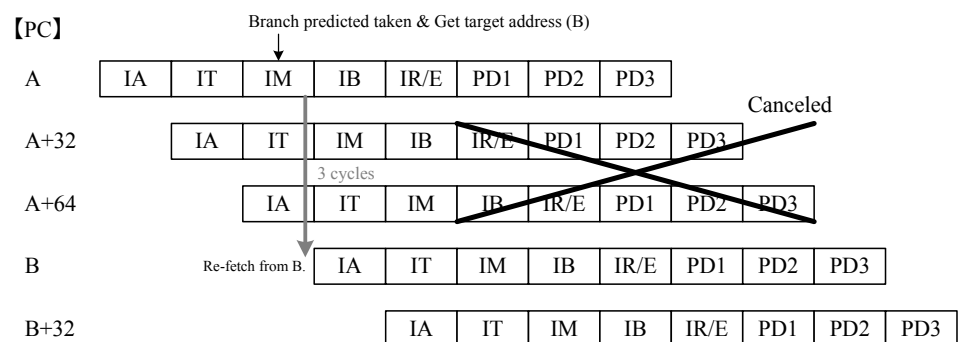 Branch predicted taken & Get target address (B)
【PC】
A IA IT IM IB IR/E PD1 PD2 PD3
Canceled
A+32 IA IT IM IB IR/E PD1 PD2 PD3
3 cycles
A+64 IA IT IM IB IR/E PD1 PD2 PD3
B Re-fetch from B. IA IT IM IB IR/E PD1 PD2 PD3
B+32 IA IT IM IB IR/E PD1 PD2 PD3